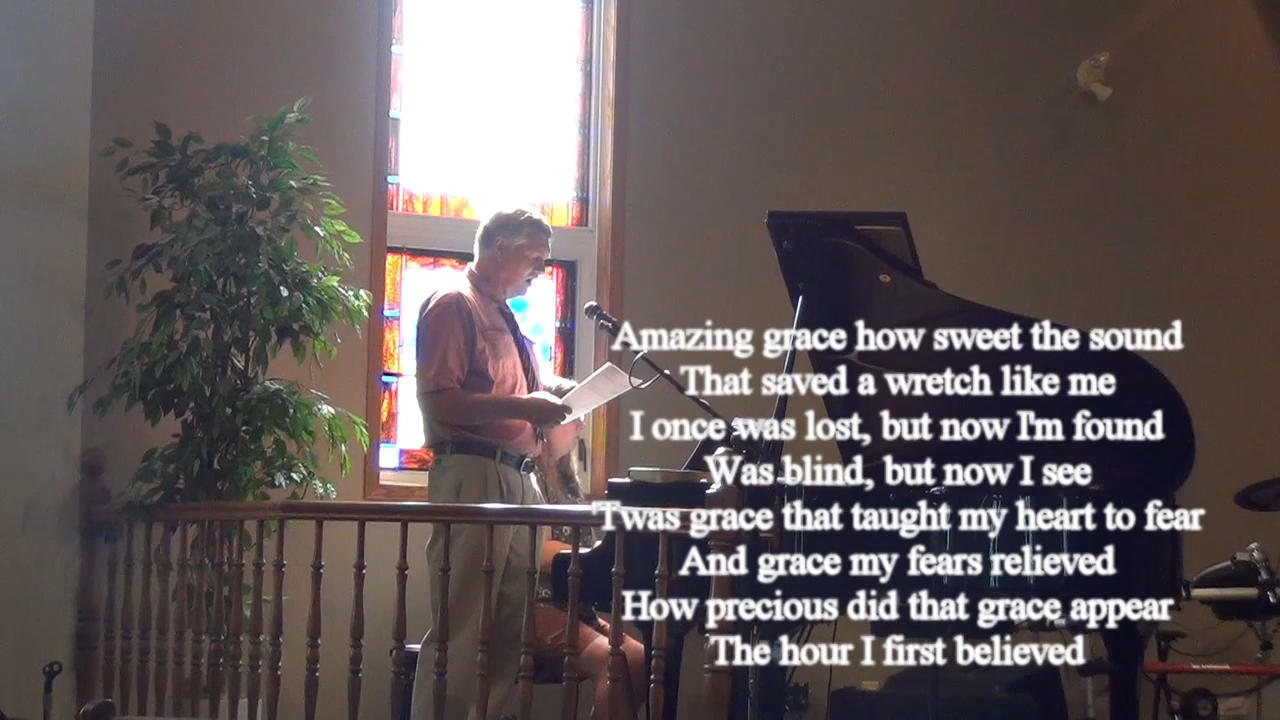 Amazing grace how sweet the sound
That saved a wretch like me
I once was lost, but now I'm found
Was blind, but now I see
'Twas grace that taught my heart to fear
And grace my fears relieved
How precious did that grace appear
The hour I first believed